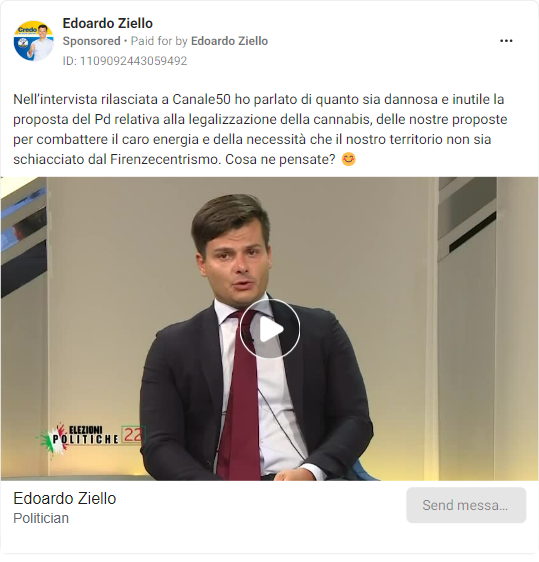 Edoardo Ziello
Sponsored • Paid for by Edoardo Ziello
ID: 1109092443059492
Nell'intervista rilasciata a Canale50 ho parlato di quanto sia dannosa e inutile la
proposta del Pd relativa alla legalizzazione della cannabis, delle nostre proposte
per combattere il caro energia e della necessità che il nostro territorio non sia
schiacciato dal Firenzecentrismo. Cosa ne pensate? 😊
Credo
ELEZIONI
POLITICHE 22
Edoardo Ziello
Politician
Send messa...